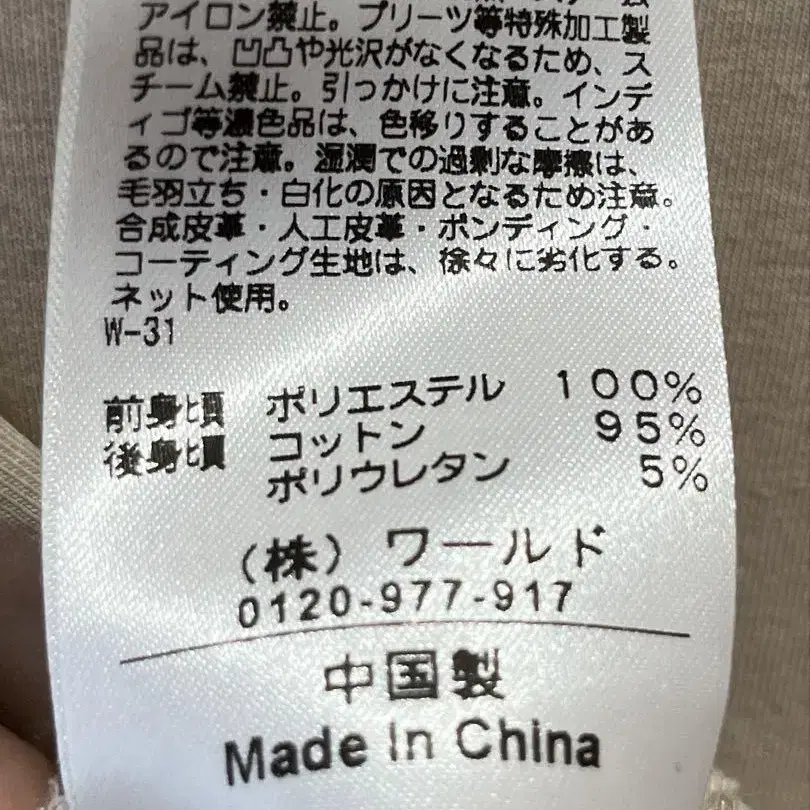 アイロン禁止。プリーツ等特殊加工製
品は、凹凸や光沢がなくなるため、ス
チーム禁止。引っかけに注意。インデ
ィゴ等濃色品は、色移りすることがあ
るので注意。湿潤での過剰な摩擦は、
毛羽立ち・白化の原因となるため注意。
合成皮革・人工皮革・ボンディング・
コーティング生地は、徐々に劣化する。
ネット使用。
W-31
前身頃 ポリエステル 100%
後身頃 コットン 95%
ポリウレタン 5%
(株) ワールド
0120-977-917
中国製
Made In China